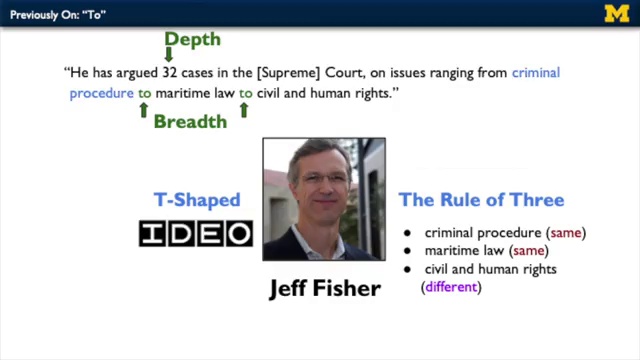 Previously On: "To"
M
Depth
"He has argued 32 cases in the [Supreme] Court, on issues ranging from criminal
procedure to maritime law to civil and human rights."
Breadth
T-Shaped
IDEO
The Rule of Three
● criminal procedure (same)
● maritime law (same)
● civil and human rights
(different)
Jeff Fisher